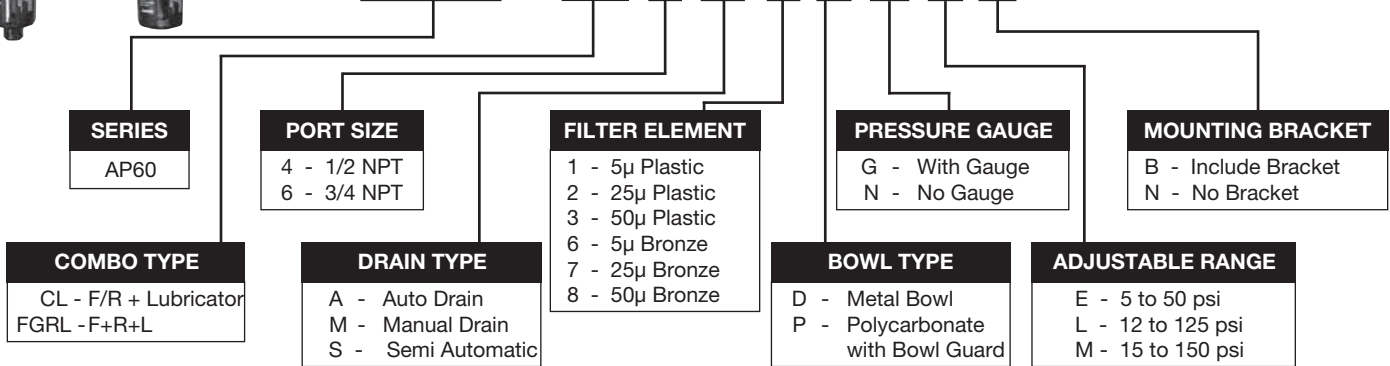 SERIES
AP60
PORT SIZE
4 - 1/2 NPT
6 - 3/4 NPT
FILTER ELEMENT
1 - 5µ Plastic
2 - 25µ Plastic
3 - 50µ Plastic
6 - 5µ Bronze
7 - 25µ Bronze
8 - 50µ Bronze
PRESSURE GAUGE
G - With Gauge
N - No Gauge
MOUNTING BRACKET
B - Include Bracket
N - No Bracket
COMBO TYPE
CL - F/R + Lubricator
FGRL - F+R+L
DRAIN TYPE
A - Auto Drain
M - Manual Drain
S - Semi Automatic
BOWL TYPE
D - Metal Bowl
P - Polycarbonate
with Bowl Guard
ADJUSTABLE RANGE
E - 5 to 50 psi
L - 12 to 125 psi
M - 15 to 150 psi